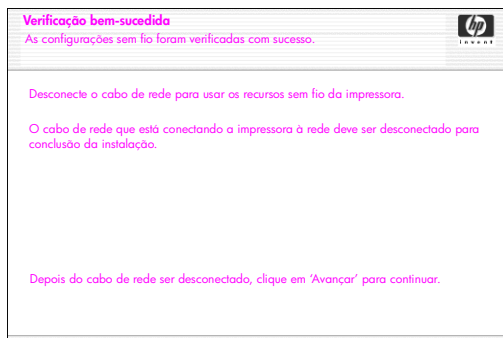 Verificação bem-sucedida
As configurações sem fio foram verificadas com sucesso.
hp
invent
Desconecte o cabo de rede para usar os recursos sem fio da impressora.
O cabo de rede que está conectando a impressora à rede deve ser desconectado para
conclusão da instalação.
Depois do cabo de rede ser desconectado, clique em ‘Avançar’ para continuar.